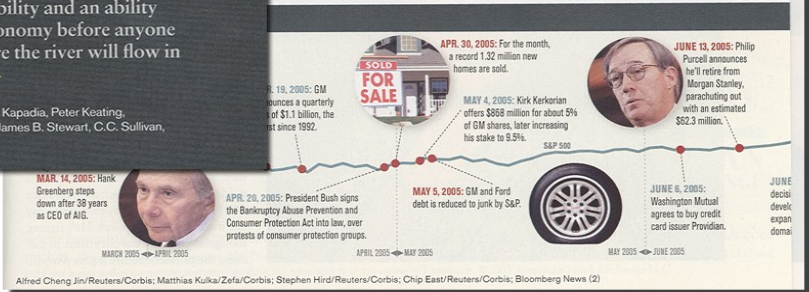 bility and an ability
onomy before anyone
e the river will flow in
Kapadia, Peter Keating,
ames B. Stewart, C.C. Sullivan,
R. 19, 2005: GM
ounces a quarterly
s of $1.1 billion, the
rst since 1992.
SOLD
FOR
SALE
APR. 30, 2005: For the month,
a record 1.32 million new
homes are sold.
MAY 4, 2005: Kirk Kerkorian
offers $868 million for about 5%
of GM shares, later increasing
his stake to 9.5%.
S&P 500
JUNE 13, 2005: Philip
Purcell announces
he'll retire from
Morgan Stanley,
parachuting out
with an estimated
$62.3 million.
MAR. 14, 2005: Hank
Greenberg steps
down after 38 years
as CEO of AIG.
APR. 20, 2005: President Bush signs
the Bankruptcy Abuse Prevention and
Consumer Protection Act into law, over
protests of consumer protection groups.
MAY 5, 2005: GM and Ford
debt is reduced to junk by S&P.
JUNE 6, 2005:
Washington Mutual
agrees to buy credit
card issuer Providian.
JUNE
decisi
develo
expan
domai
MARCH 2005 ◄►APRIL 2005
APRIL 2005 ◄► MAY 2005
MAY 2005 ◄► JUNE 2005
Alfred Cheng Jin/Reuters/Corbis; Matthias Kulka/Zefa/Corbis; Stephen Hird/Reuters/Corbis; Chip East/Reuters/Corbis; Bloomberg News (2)